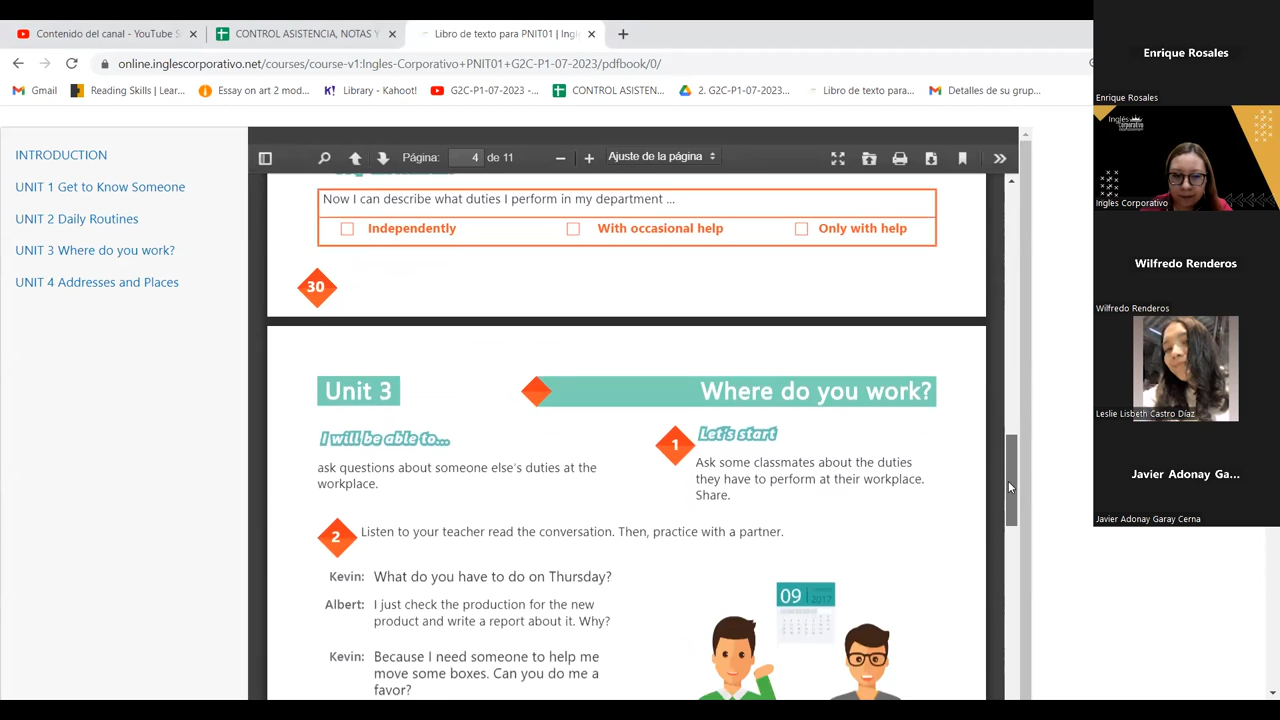 Contenido del canal - YouTube S
CONTROL ASISTENCIA, NOTAS Y
Libro de texto para PNIT01 | Ingl
online.inglescorporativo.net/courses/course-v1:Ingles-Corporativo+PNIT01+G2C-P1-07-2023/pdfbook/0/
Gmail
Reading Skills | Lear...
Essay on art 2 mod...
Library - Kahoot!
G2C-P1-07-2023 -...
CONTROL ASISTEN...
2. G2C-P1-07-2023...
Libro de texto para...
Detalles de su grup...
INTRODUCTION
UNIT 1 Get to Know Someone
UNIT 2 Daily Routines
UNIT 3 Where do you work?
UNIT 4 Addresses and Places
Página: 4 de 11
Ajuste de la página
Now I can describe what duties I perform in my department ...
Independently
With occasional help
Only with help
30
Unit 3
Where do you work?
I will be able to...
ask questions about someone else's duties at the
workplace.
1
Let's start
Ask some classmates about the duties
they have to perform at their workplace.
Share.
2
Listen to your teacher read the conversation. Then, practice with a partner.
Kevin: What do you have to do on Thursday?
Albert: I just check the production for the new
product and write a report about it. Why?
Kevin: Because I need someone to help me
move some boxes. Can you do me a
favor?
09
2017
Enrique Rosales
Enrique Rosales
Inglés
Corporativo
Ingles Corporativo
Wilfredo Renderos
Wilfredo Renderos
Leslie Lisbeth Castro Díaz
Javier Adonay Ga...
Javier Adonay Garay Cerna